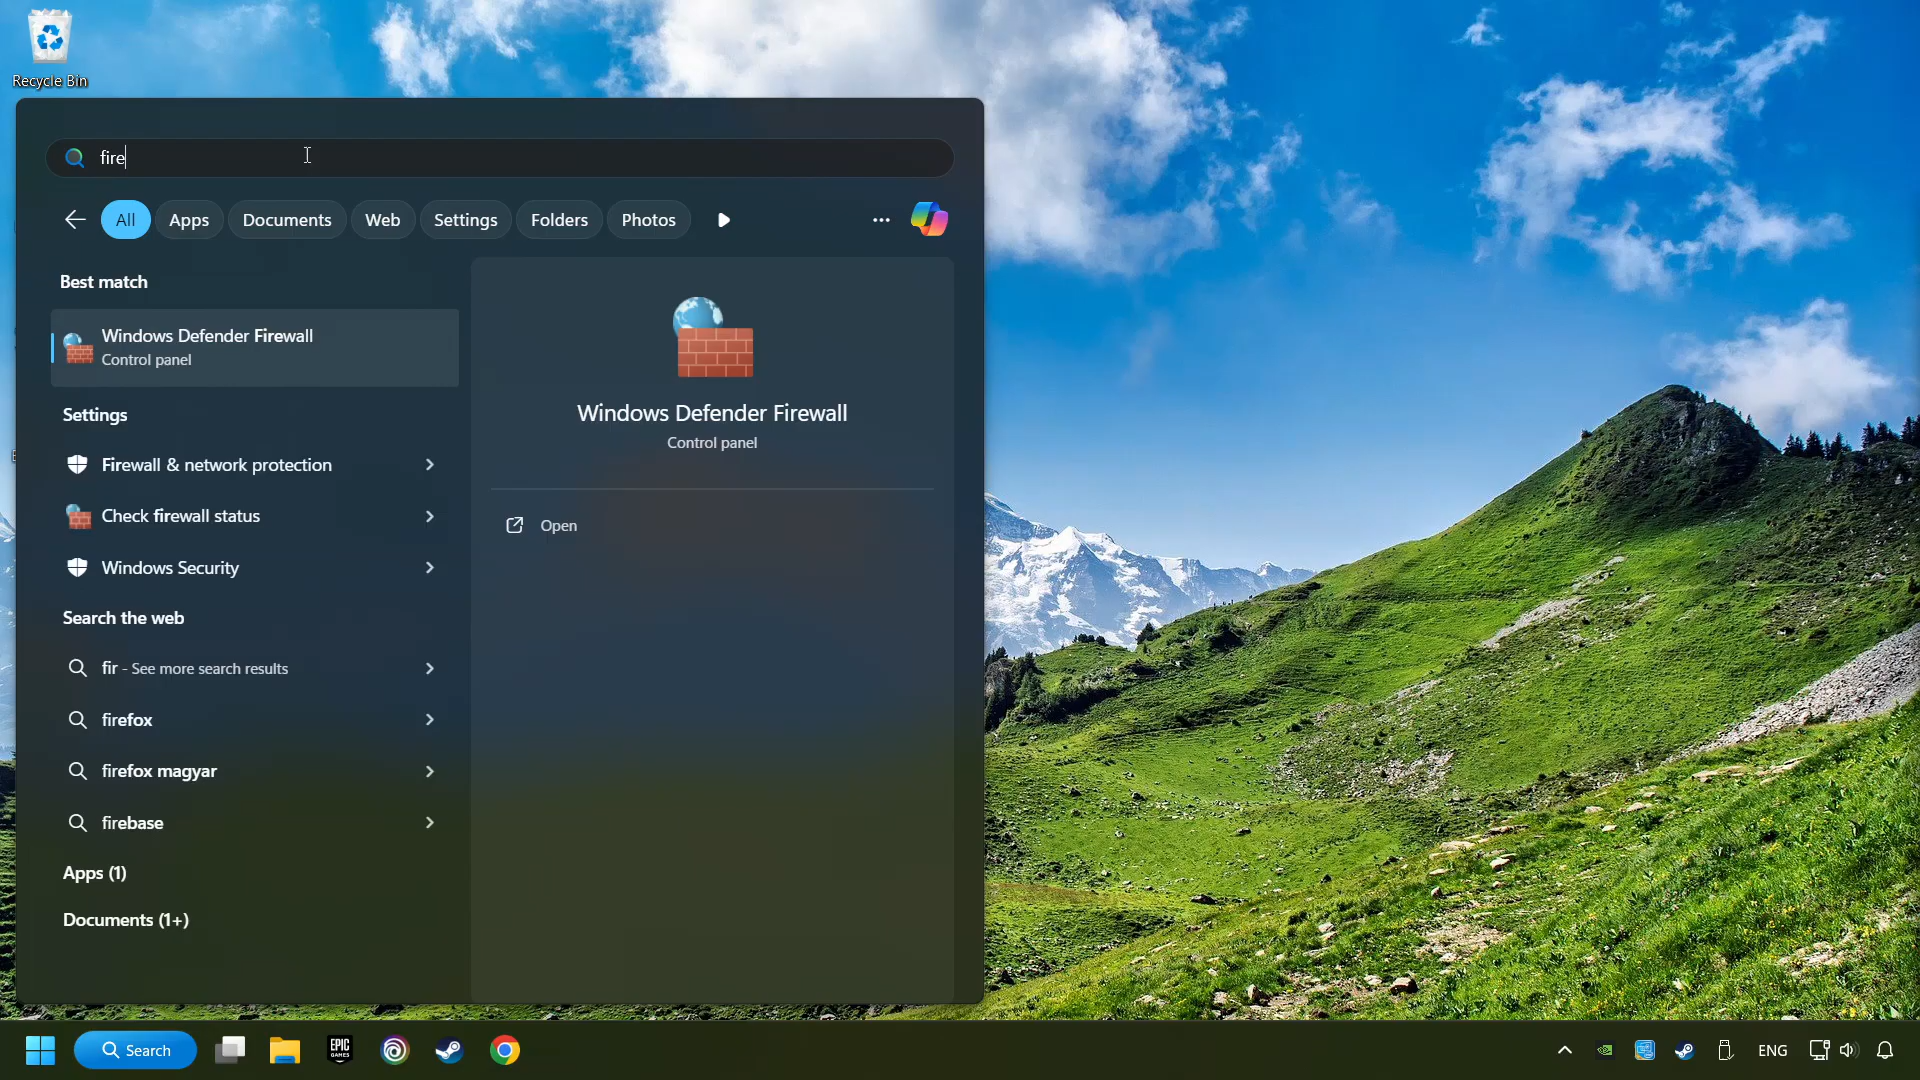 Recycle Bin
fire
All
Apps
Documents
Web
Settings
Folders
Photos
Best match
Windows Defender Firewall
Control panel
Settings
Firewall & network protection
Check firewall status
Windows Security
Search the web
fir - See more search results
firefox
firefox magyar
firebase
Apps (1)
Documents (1+)
Windows Defender Firewall
Control panel
Open
Search
EPIC
GAMES
ENG